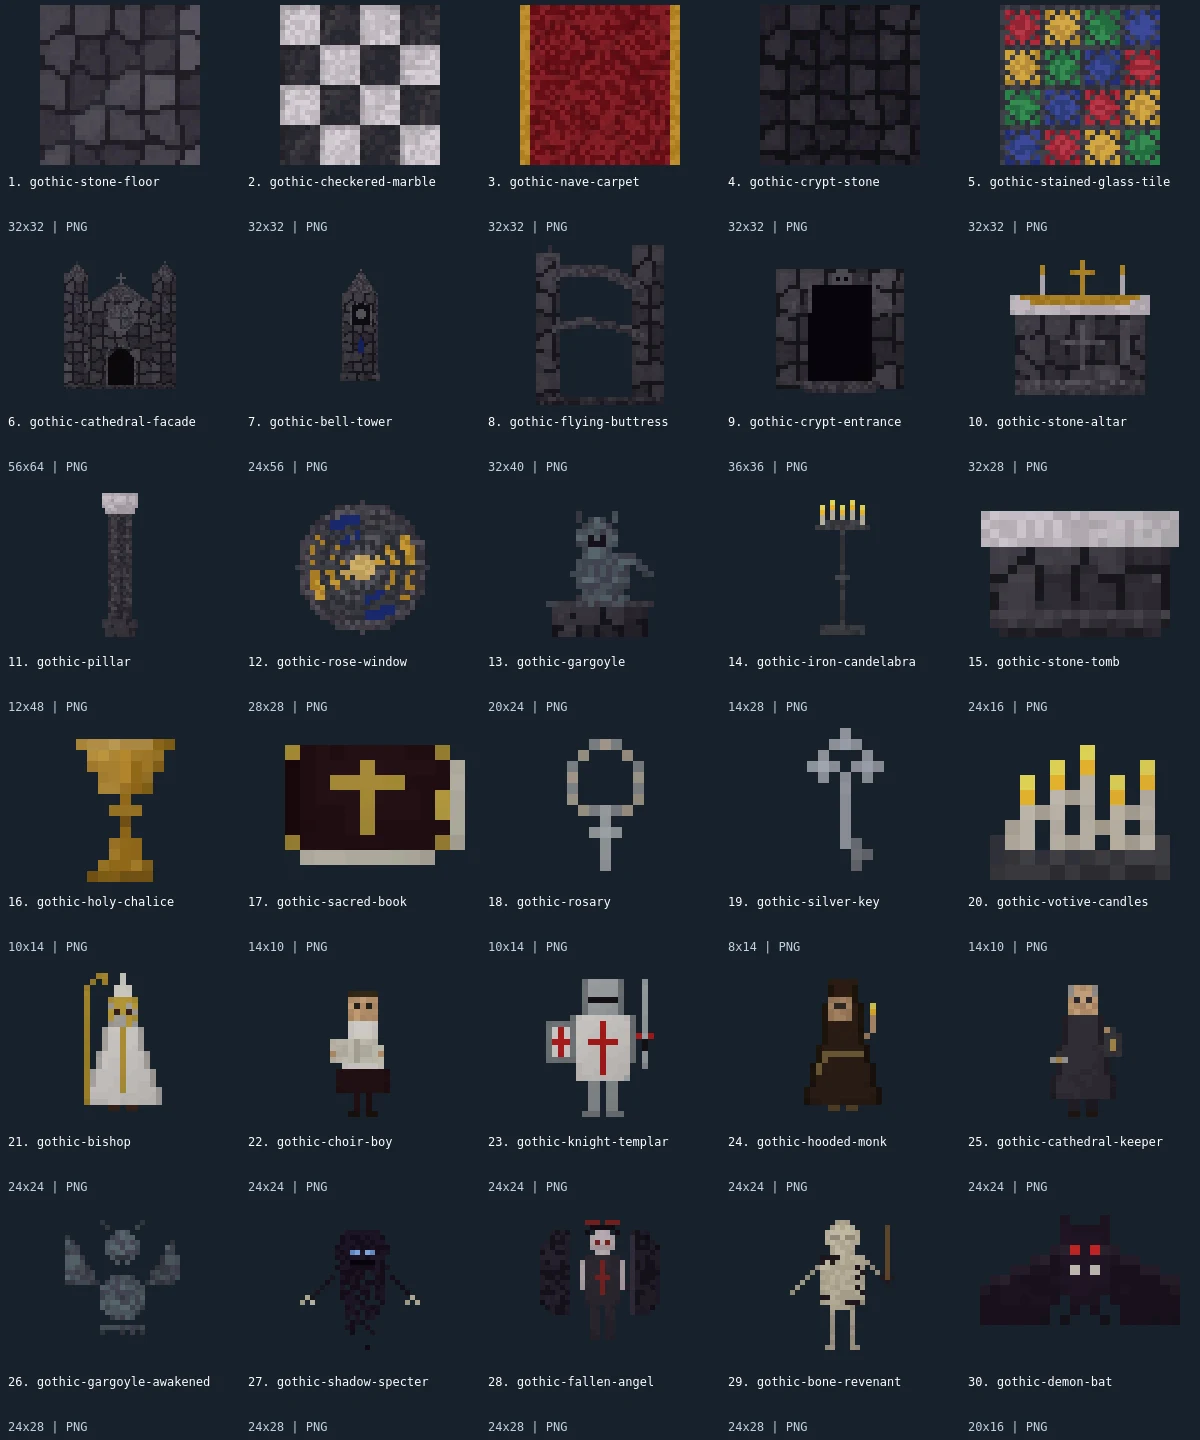 1. gothic-stone-floor
2. gothic-checkered-marble
3. gothic-nave-carpet
4. gothic-crypt-stone
5. gothic-stained-glass-tile
32x32 | PNG
32x32 | PNG
32x32 | PNG
32x32 | PNG
32x32 | PNG
6. gothic-cathedral-facade
7. gothic-bell-tower
8. gothic-flying-buttress
9. gothic-crypt-entrance
10. gothic-stone-altar
56x64 | PNG
24x56 | PNG
32x40 | PNG
36x36 | PNG
32x28 | PNG
11. gothic-pillar
12. gothic-rose-window
13. gothic-gargoyle
14. gothic-iron-candelabra
15. gothic-stone-tomb
12x48 | PNG
28x28 | PNG
20x24 | PNG
14x28 | PNG
24x16 | PNG
16. gothic-holy-chalice
17. gothic-sacred-book
18. gothic-rosary
19. gothic-silver-key
20. gothic-votive-candles
10x14 | PNG
14x10 | PNG
10x14 | PNG
8x14 | PNG
14x10 | PNG
21. gothic-bishop
22. gothic-choir-boy
23. gothic-knight-templar
24. gothic-hooded-monk
25. gothic-cathedral-keeper
24x24 | PNG
24x24 | PNG
24x24 | PNG
24x24 | PNG
24x24 | PNG
26. gothic-gargoyle-awakened
27. gothic-shadow-specter
28. gothic-fallen-angel
29. gothic-bone-revenant
30. gothic-demon-bat
24x28 | PNG
24x28 | PNG
24x28 | PNG
24x28 | PNG
20x16 | PNG